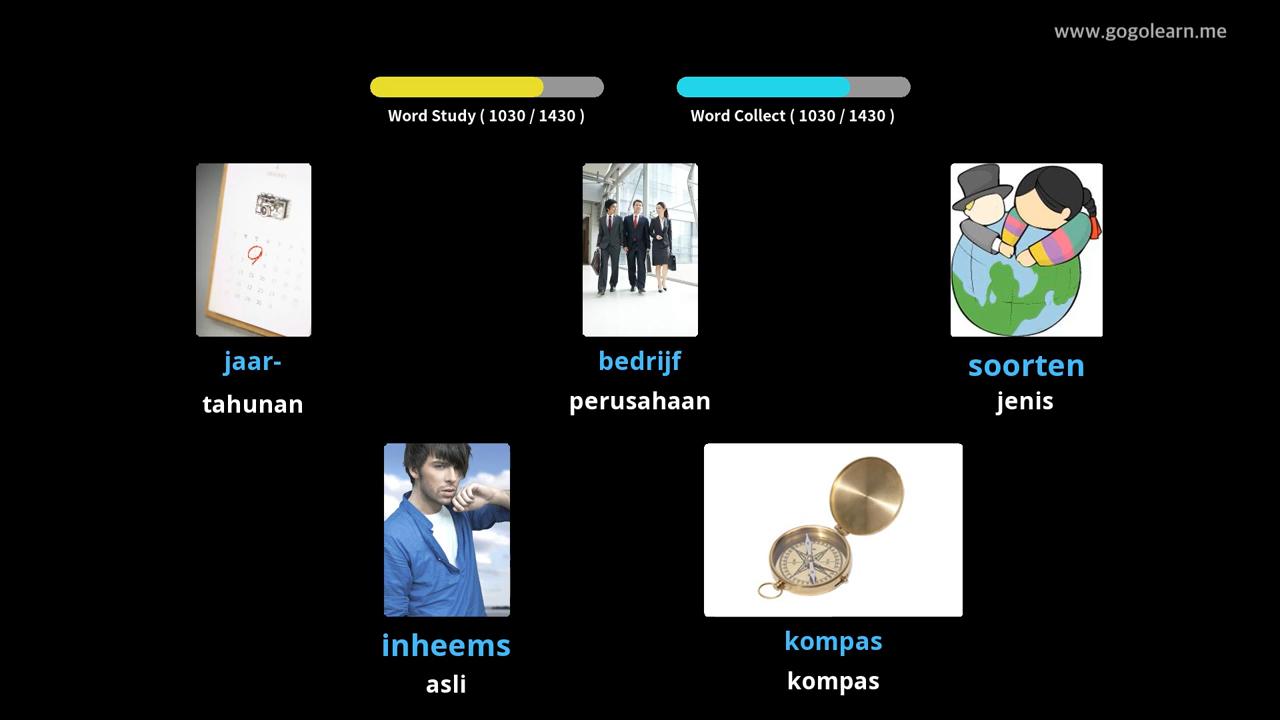 www.gogolearn.me
Word Study ( 1030 / 1430 )
Word Collect ( 1030 / 1430 )
jaar-
tahunan
bedrijf
perusahaan
soorten
jenis
inheems
asli
kompas
kompas